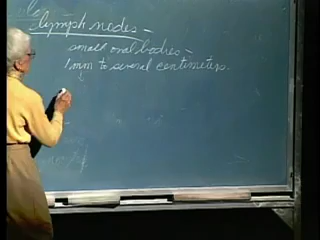 lymph nodes -
small oval bodies -
1mm to several centimeters.